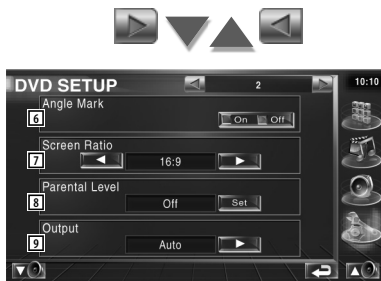 DVD SETUP 2 10:10
Angle Mark
6 On Off
Screen Ratio
7 16:9
Parental Level
8 Off Set
Output
9 Auto